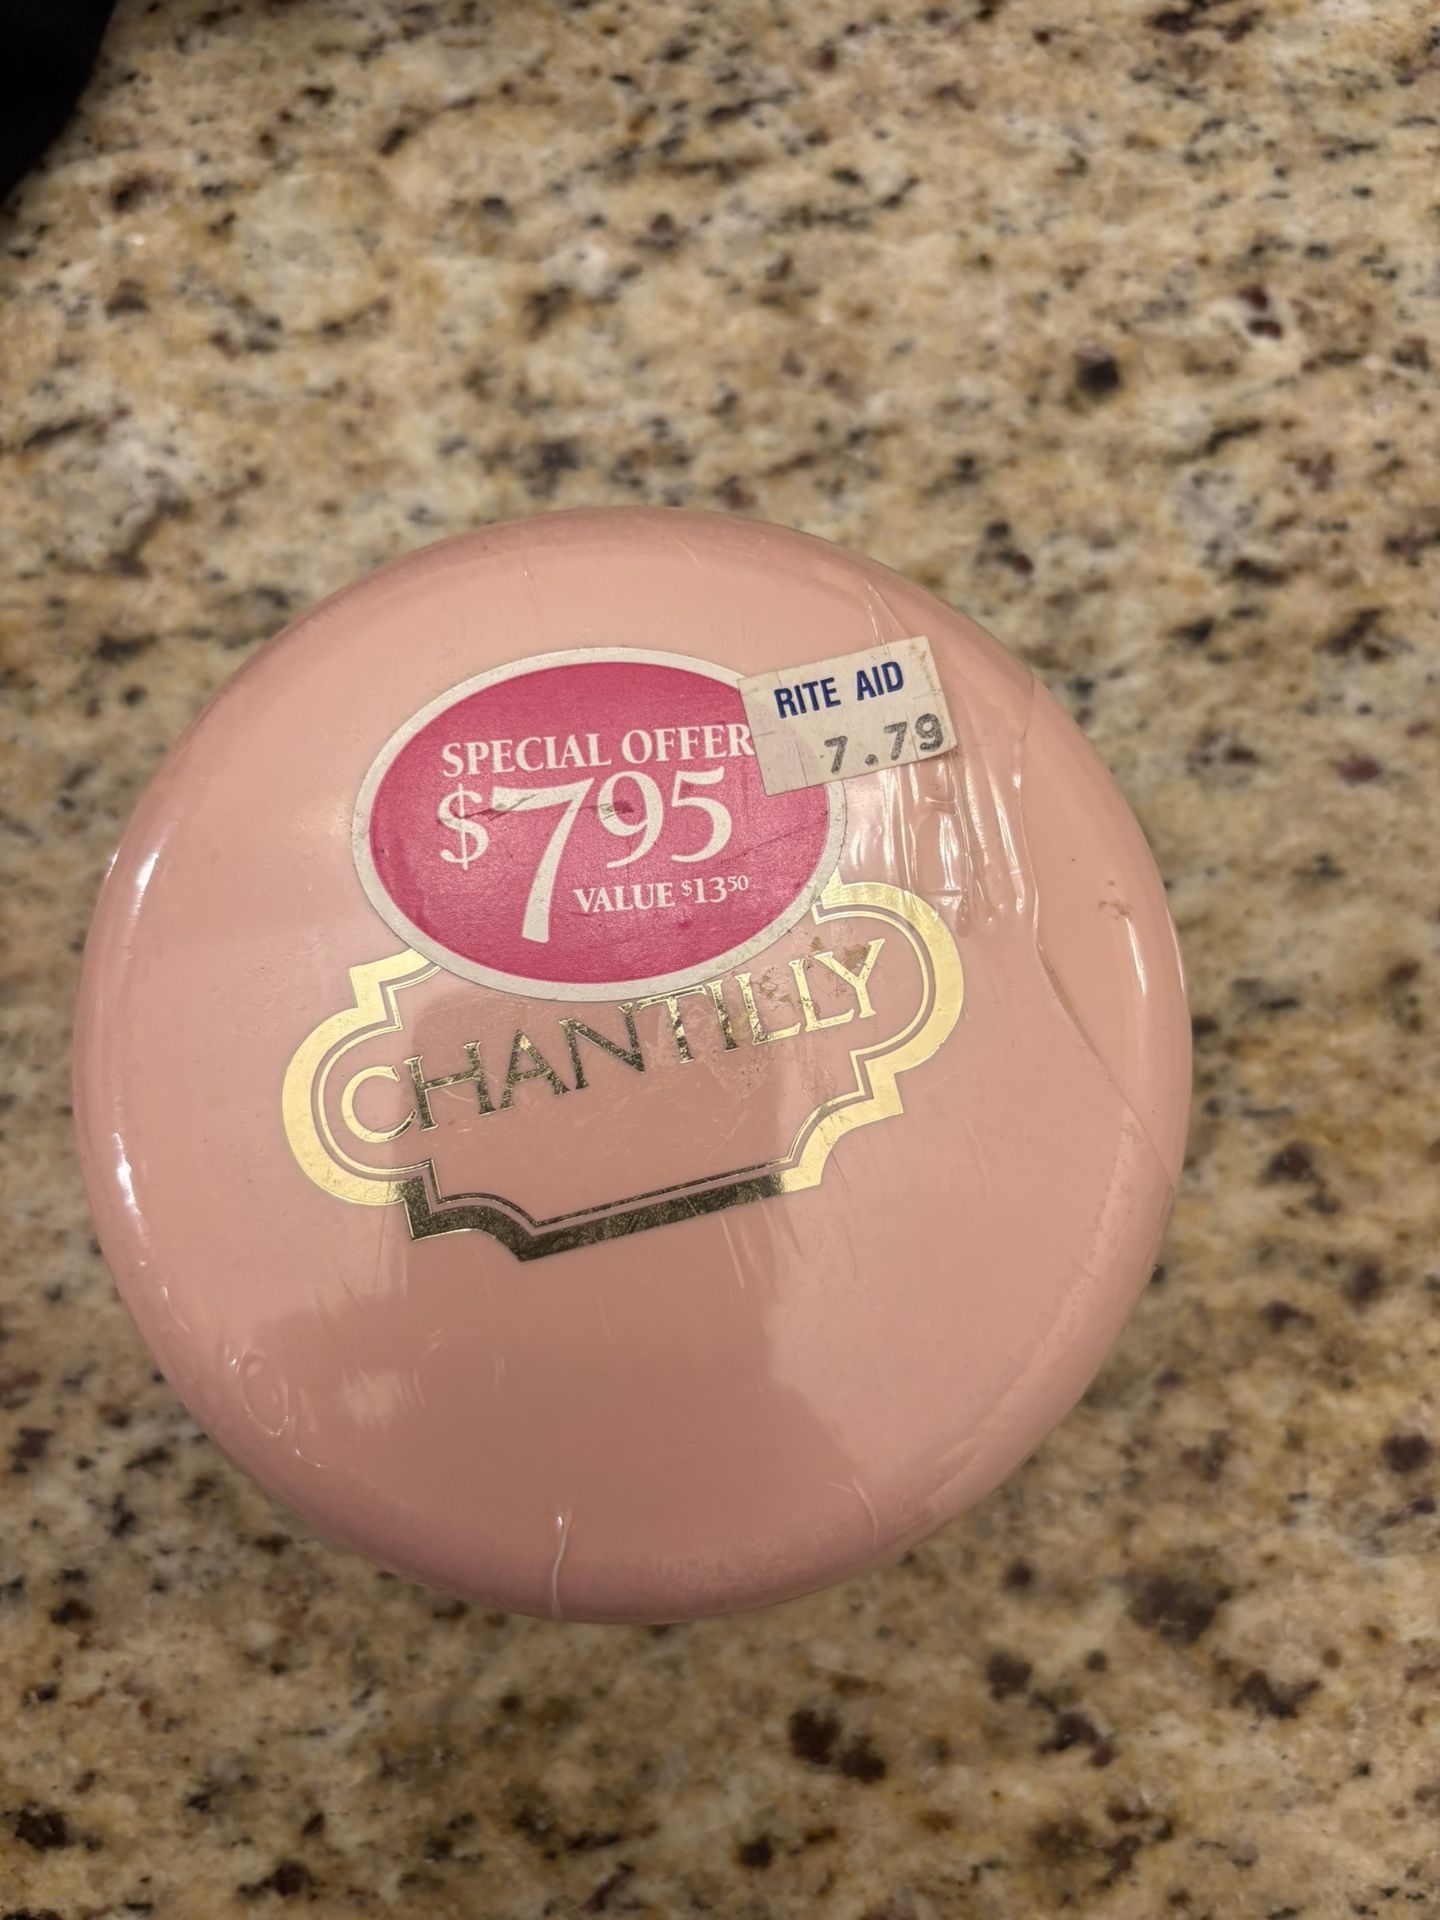 RITE AID
7.79
SPECIAL OFFER
$795
VALUE $1350
CHANTILLY